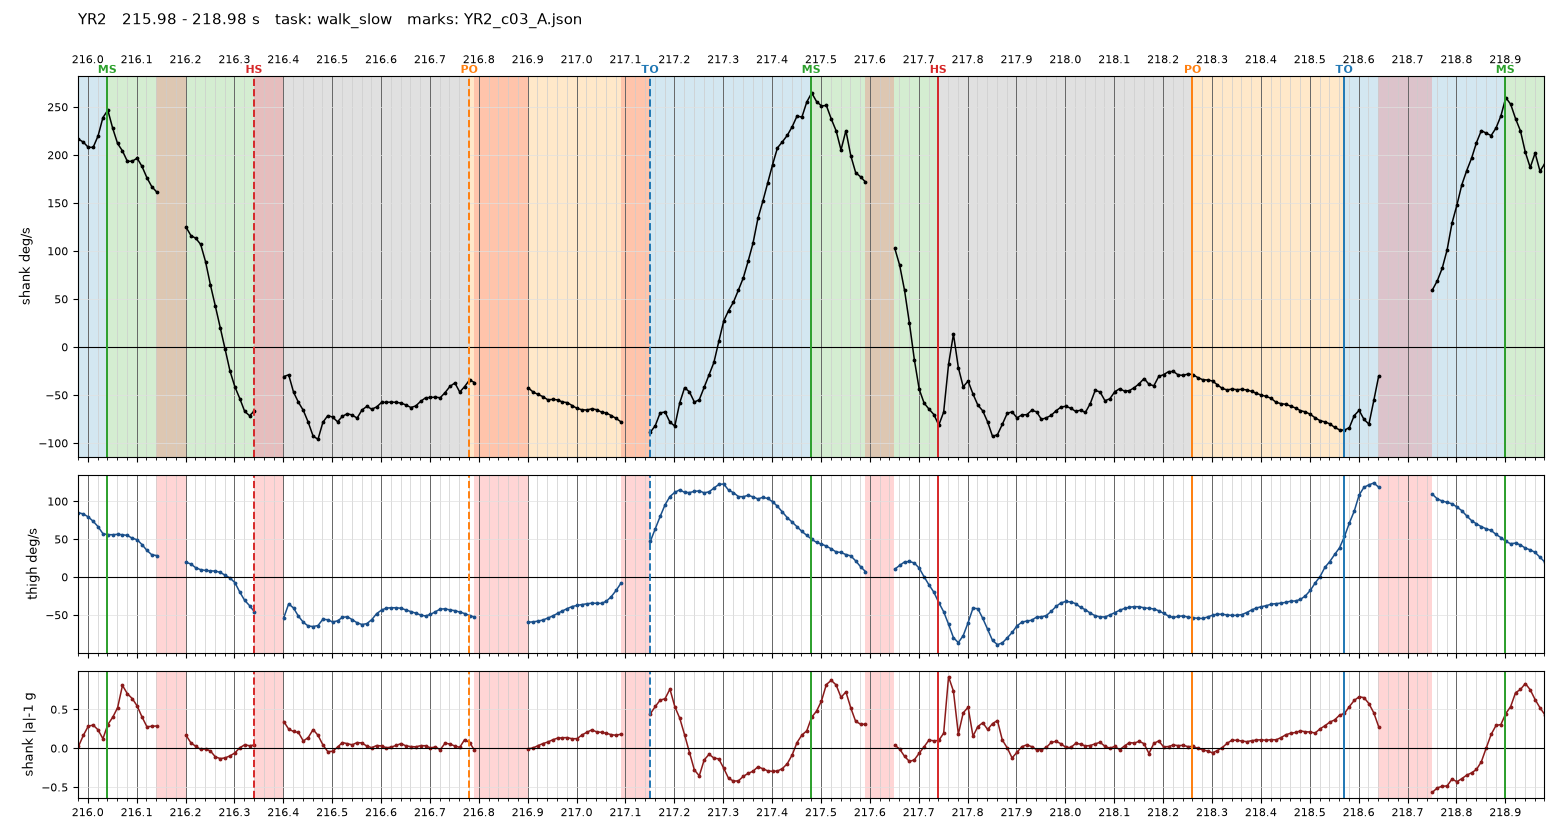 YR2   215.98 - 218.98 s   task: walk_slow   marks: YR2_c03_A.json
216.0 216.1 216.2 216.3 216.4 216.5 216.6 216.7 216.8 216.9 217.0 217.1 217.2 217.3 217.4 217.5 217.6 217.7 217.8 217.9 218.0 218.1 218.2 218.3 218.4 218.5 218.6 218.7 218.8 218.9
MS HS PO TO MS HS PO TO MS
shank deg/s
250
200
150
100
50
0
−50
−100
thigh deg/s
100
50
0
−50
shank |a|-1 g
0.5
0.0
−0.5
216.0 216.1 216.2 216.3 216.4 216.5 216.6 216.7 216.8 216.9 217.0 217.1 217.2 217.3 217.4 217.5 217.6 217.7 217.8 217.9 218.0 218.1 218.2 218.3 218.4 218.5 218.6 218.7 218.8 218.9